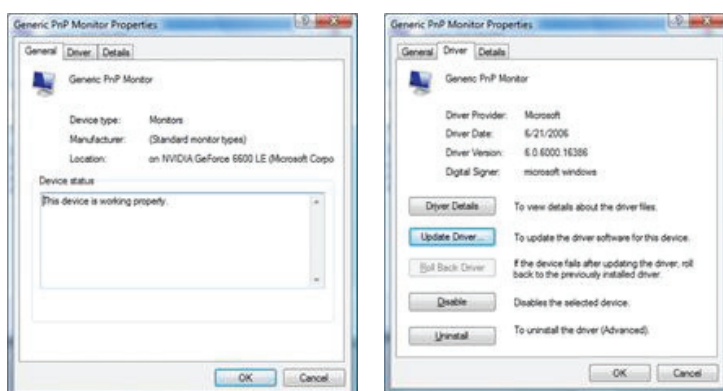 Generic PnP Monitor Properties
General Driver Details
Generic PnP Monitor
Device type: Monitors
Manufacturer: (Standard monitor types)
Location: on NVIDIA GeForce 6600 LE (Microsoft Corpo
Device status
This device is working properly.
OK Cancel
Generic PnP Monitor Properties
General Driver Details
Generic PnP Monitor
Driver Provider: Microsoft
Driver Date: 6/21/2006
Driver Version: 6.0.6000.16386
Digital Signer: microsoft windows
Driver Details To view details about the driver files.
Update Driver... To update the driver software for this device.
Roll Back Driver If the device fails after updating the driver, roll
back to the previously installed driver.
Disable Disables the selected device.
Uninstall To uninstall the driver (Advanced).
OK Cancel